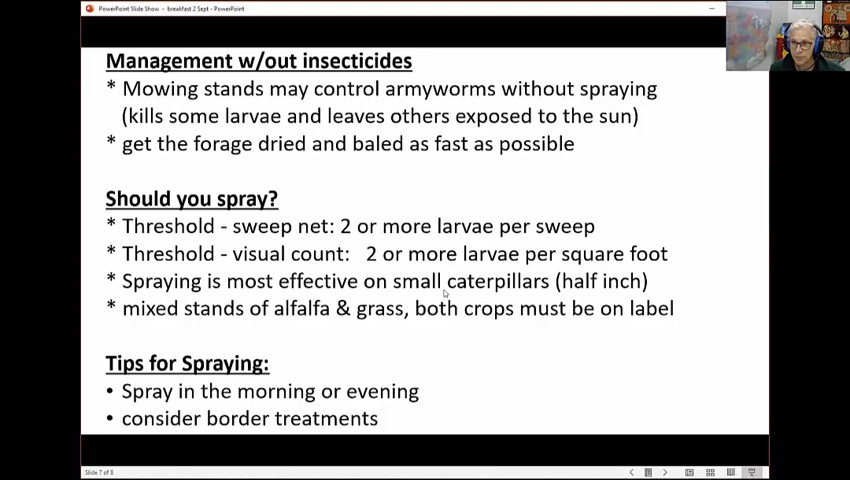 PowerPoint Slide Show - breakfast 2 Sept - PowerPoint
Management w/out insecticides
* Mowing stands may control armyworms without spraying
(kills some larvae and leaves others exposed to the sun)
* get the forage dried and baled as fast as possible
Should you spray?
* Threshold - sweep net: 2 or more larvae per sweep
* Threshold - visual count: 2 or more larvae per square foot
* Spraying is most effective on small caterpillars (half inch)
* mixed stands of alfalfa & grass, both crops must be on label
Tips for Spraying:
• Spray in the morning or evening
• consider border treatments
Slide 7 of 8